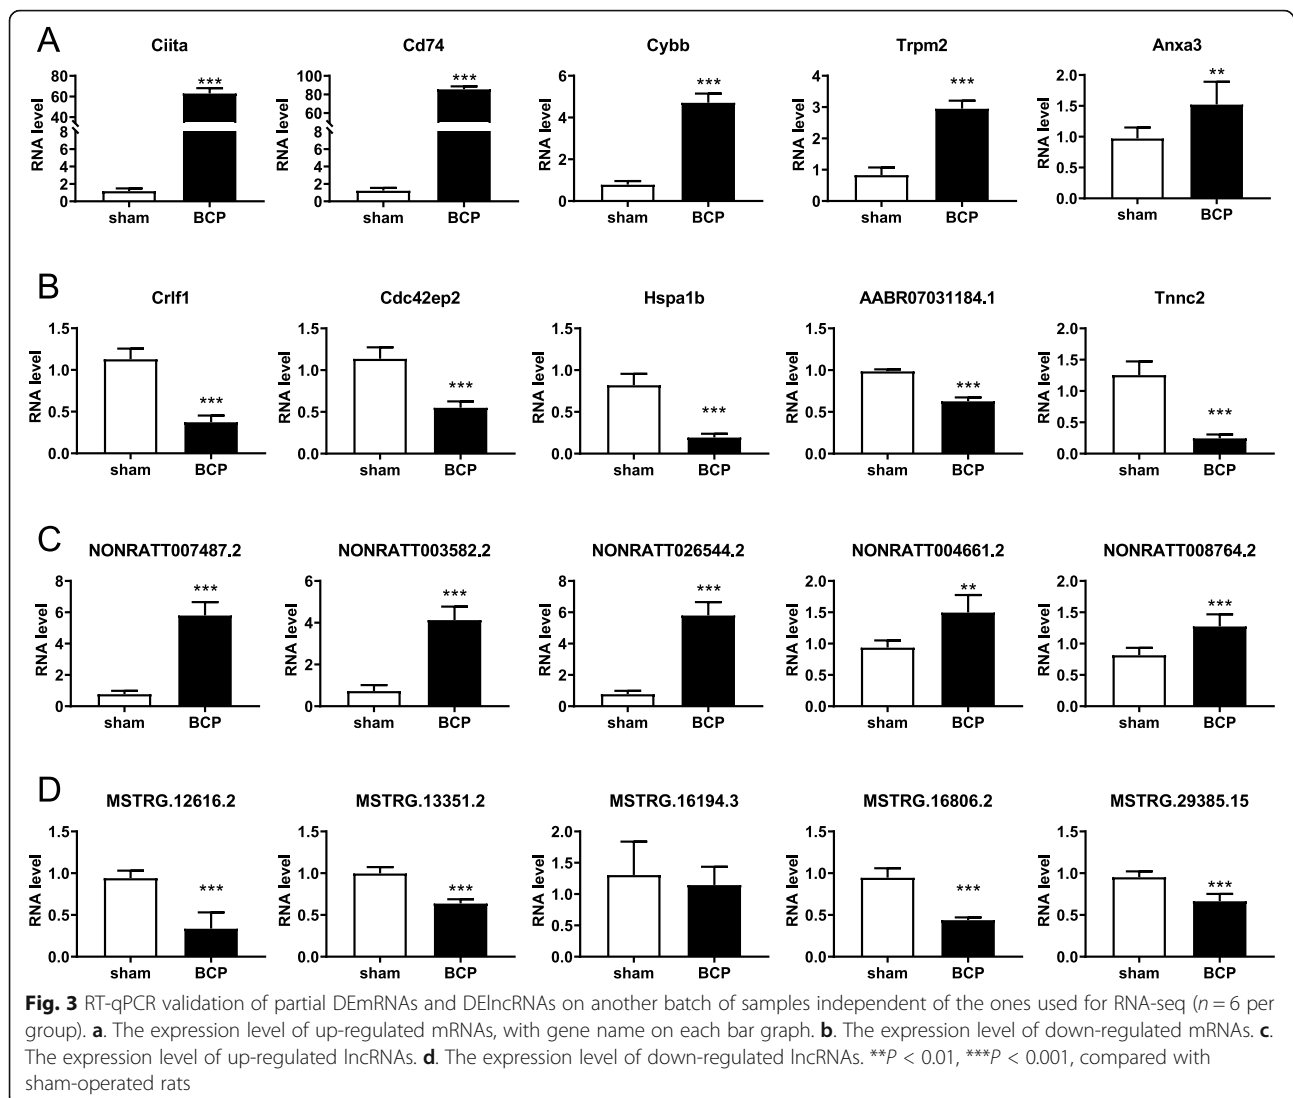 A
Ciita
Cd74
Cybb
Trpm2
Anxa3
RNA level
80
60
40
8
6
4
2
0
***
sham
BCP
RNA level
100
80
60
8
6
4
2
0
***
sham
BCP
RNA level
6
4
2
0
***
sham
BCP
RNA level
4
3
2
1
0
***
sham
BCP
RNA level
2.0
1.5
1.0
0.5
0.0
**
sham
BCP
B
Crlf1
Cdc42ep2
Hspa1b
AABR07031184.1
Tnnc2
RNA level
1.5
1.0
0.5
0.0
***
sham
BCP
RNA level
1.5
1.0
0.5
0.0
***
sham
BCP
RNA level
1.5
1.0
0.5
0.0
***
sham
BCP
RNA level
1.5
1.0
0.5
0.0
***
sham
BCP
RNA level
2.0
1.5
1.0
0.5
0.0
***
sham
BCP
C
NONRATT007487.2
NONRATT003582.2
NONRATT026544.2
NONRATT004661.2
NONRATT008764.2
RNA level
8
6
4
2
0
***
sham
BCP
RNA level
6
4
2
0
***
sham
BCP
RNA level
8
6
4
2
0
***
sham
BCP
RNA level
2.0
1.5
1.0
0.5
0.0
**
sham
BCP
RNA level
2.0
1.5
1.0
0.5
0.0
***
sham
BCP
D
MSTRG.12616.2
MSTRG.13351.2
MSTRG.16194.3
MSTRG.16806.2
MSTRG.29385.15
RNA level
1.5
1.0
0.5
0.0
***
sham
BCP
RNA level
1.5
1.0
0.5
0.0
***
sham
BCP
RNA level
2.0
1.5
1.0
0.5
0.0
sham
BCP
RNA level
1.5
1.0
0.5
0.0
***
sham
BCP
RNA level
1.5
1.0
0.5
0.0
***
sham
BCP
Fig. 3 RT-qPCR validation of partial DEmRNAs and DElncRNAs on another batch of samples independent of the ones used for RNA-seq (n = 6 per
group). a. The expression level of up-regulated mRNAs, with gene name on each bar graph. b. The expression level of down-regulated mRNAs. c.
The expression level of up-regulated lncRNAs. d. The expression level of down-regulated lncRNAs. **P < 0.01, ***P < 0.001, compared with
sham-operated rats